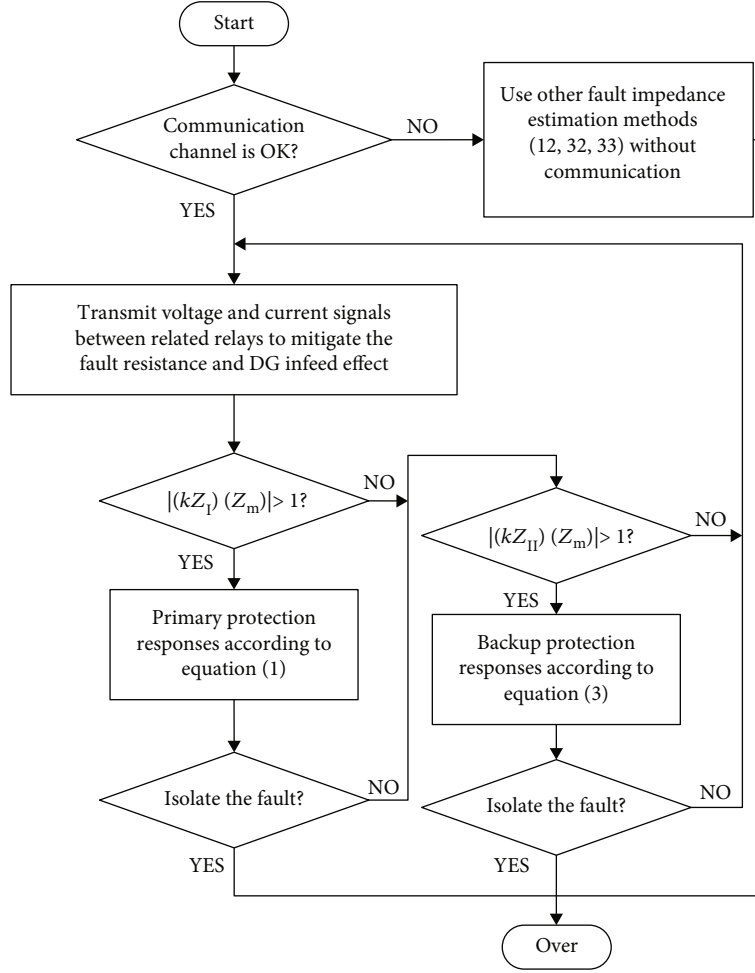 Start
Communication
channel is OK?
NO
Use other fault impedance
estimation methods
(12, 32, 33) without
communication
YES
Transmit voltage and current signals
between related relays to mitigate the
fault resistance and DG infeed effect
|(kZ_I) (Z_m)|> 1?
NO
YES
|(kZ_II) (Z_m)|> 1?
NO
YES
Primary protection
responses according to
equation (1)
Backup protection
responses according to
equation (3)
Isolate the fault?
NO
YES
Isolate the fault?
NO
YES
Over